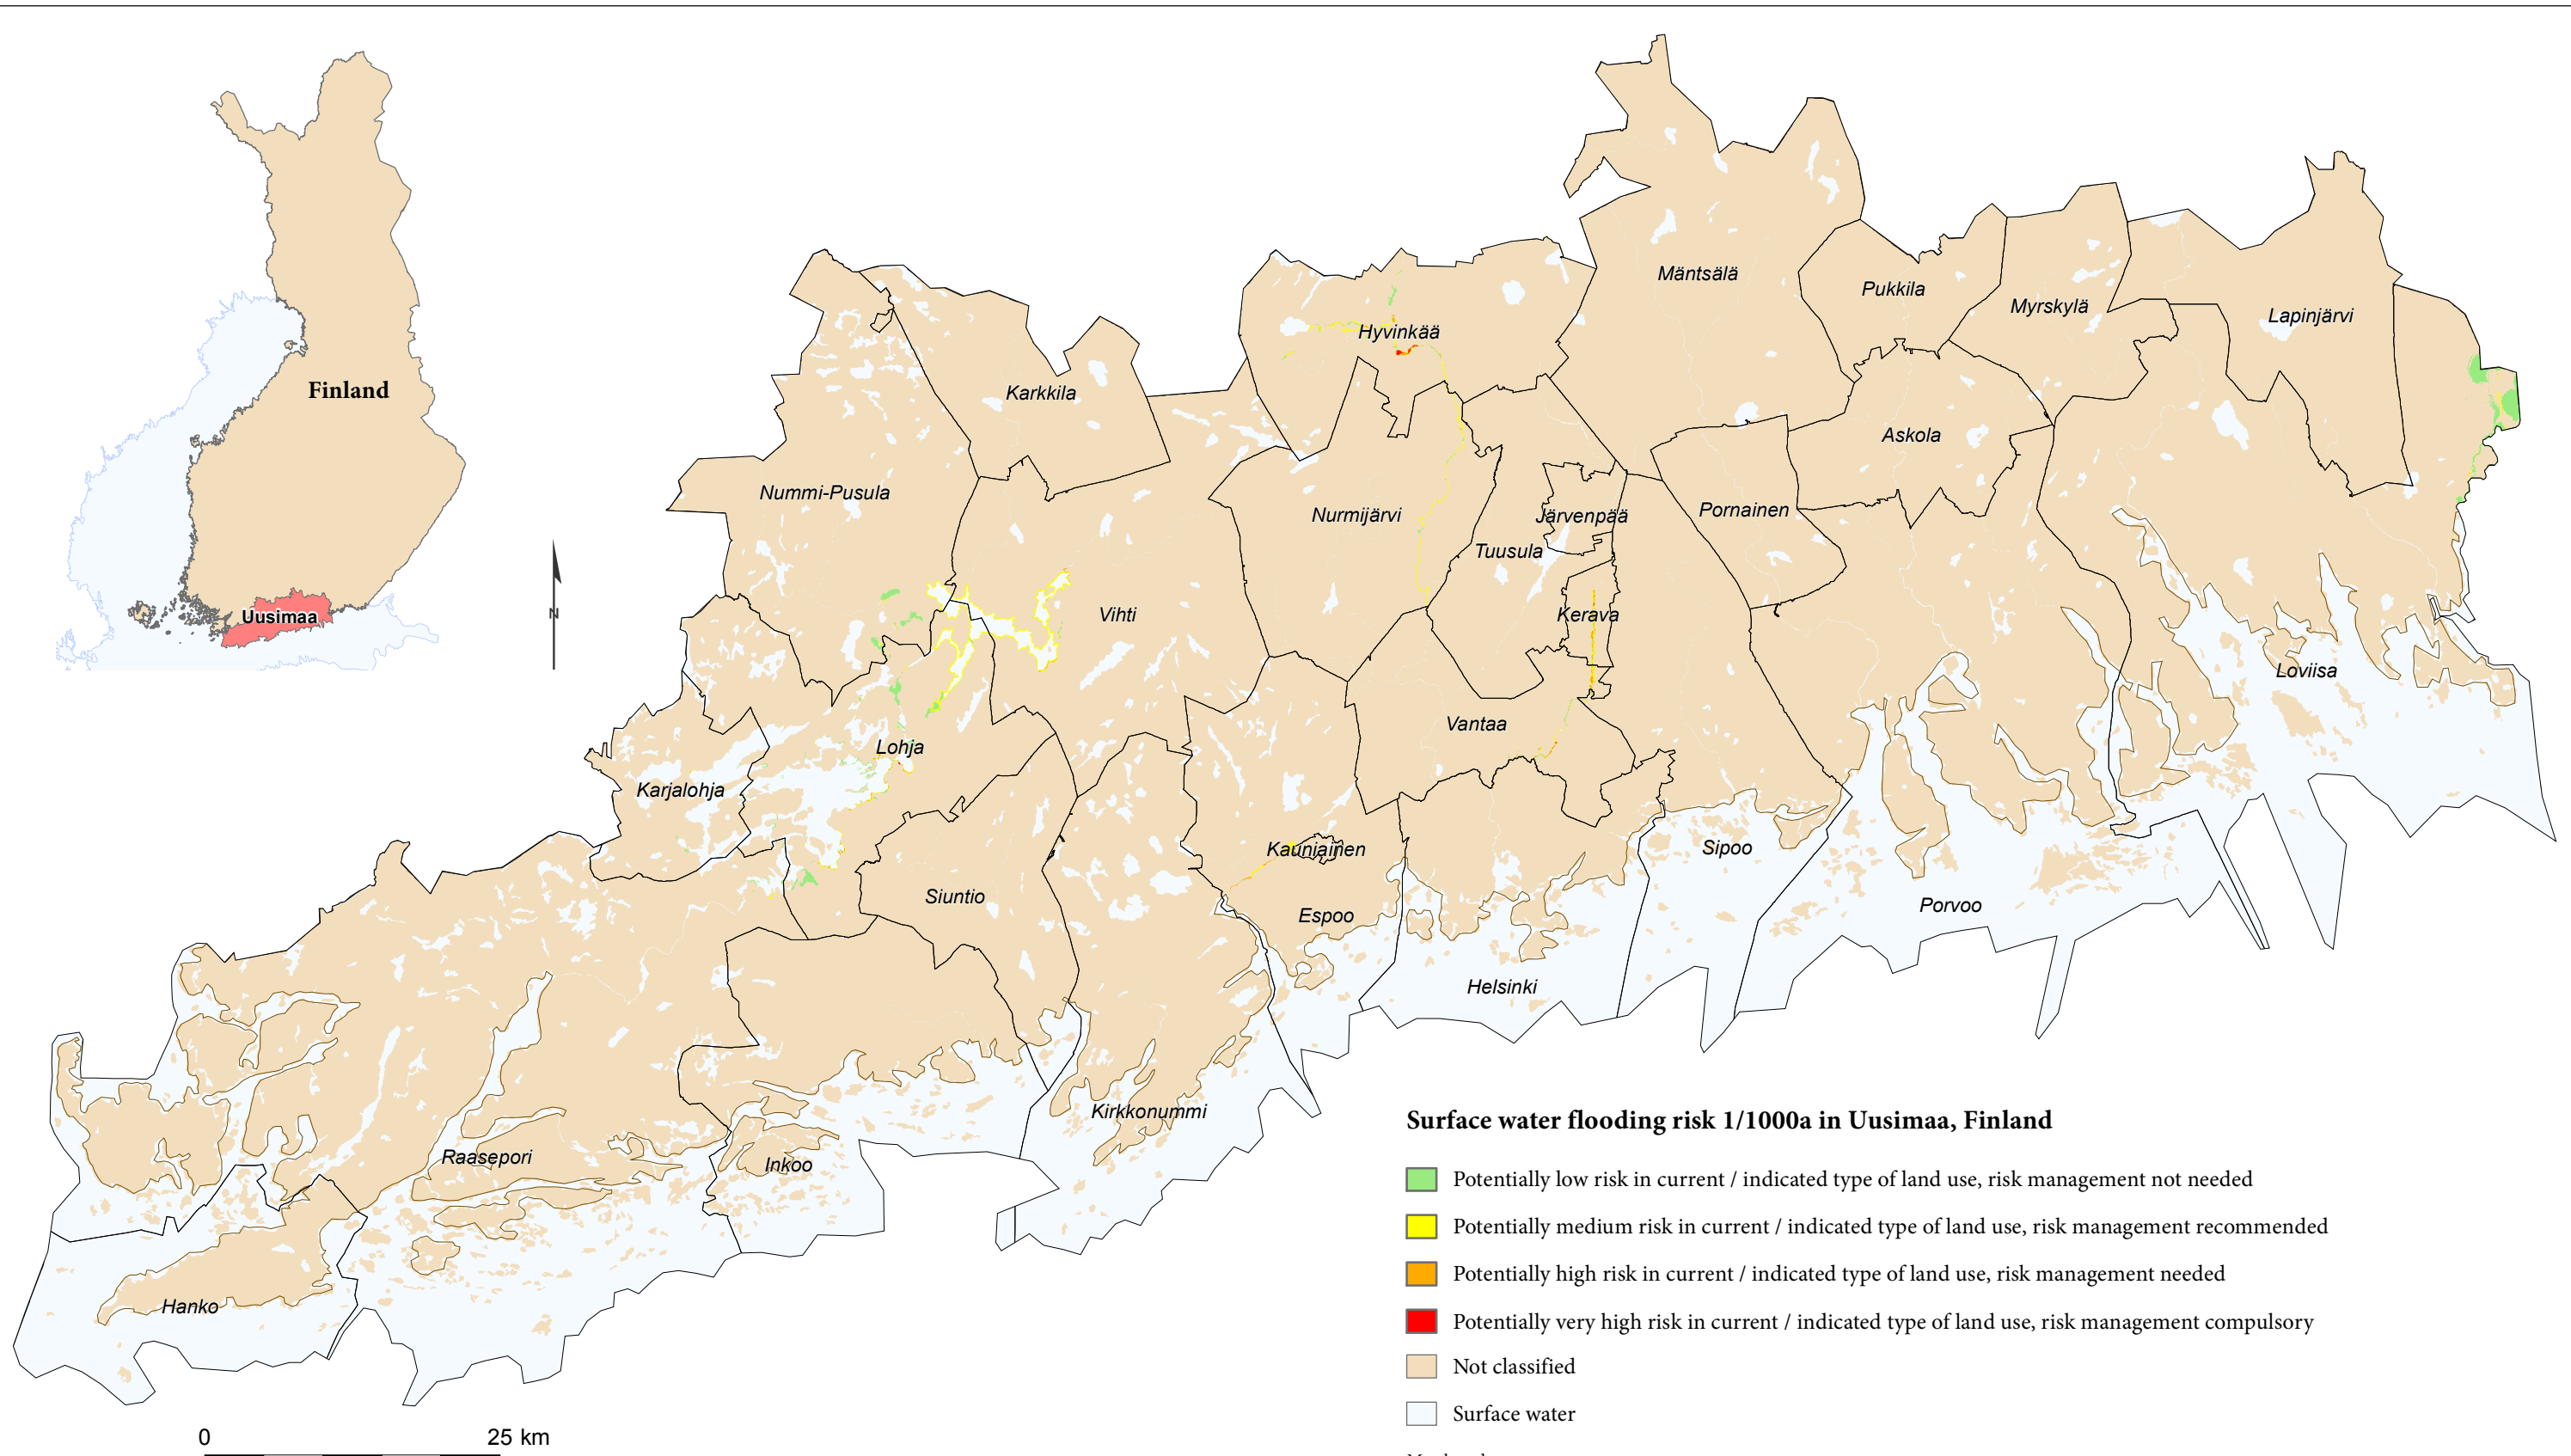 Finland
Uusimaa
N
Mäntsälä
Pukkila
Myrskylä
Lapinjärvi
Hyvinkää
Karkkila
Askola
Nummi-Pusula
Nurmijärvi
Järvenpää
Pornainen
Tuusula
Vihti
Kerava
Loviisa
Vantaa
Lohja
Karjalohja
Kauniainen
Sipoo
Siuntio
Espoo
Porvoo
Helsinki
Kirkkonummi
Raasepori
Inkoo
Hanko
0 25 km
Surface water flooding risk 1/1000a in Uusimaa, Finland
Potentially low risk in current / indicated type of land use, risk management not needed
Potentially medium risk in current / indicated type of land use, risk management recommended
Potentially high risk in current / indicated type of land use, risk management needed
Potentially very high risk in current / indicated type of land use, risk management compulsory
Not classified
Surface water